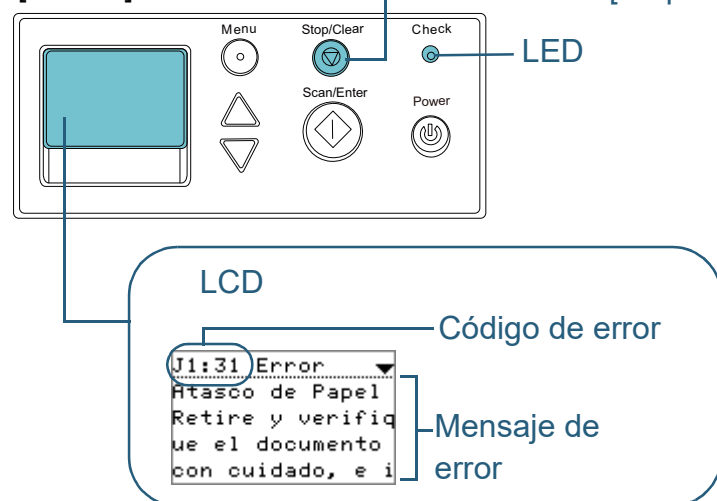 Menu
Stop/Clear
Check
LED
Scan/Enter
Power
LCD
Código de error
J1:31 Error
Atasco de Papel
Retire y verifiq
ue el documento
con cuidado, e i
Mensaje de
error